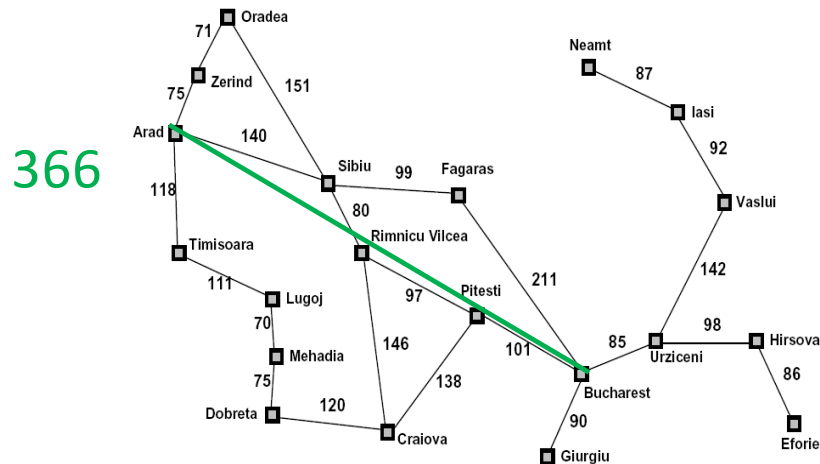 Oradea
71
Neamt
Zerind
87
151
75
Iasi
Arad
140
92
Sibiu
99
Fagaras
366
118
80
Vaslui
Rimnicu Vilcea
Timisoara
142
111
211
Lugoj
97
Pitesti
70
98
Hirsova
146
101
85
Urziceni
Mehadia
138
86
75
Bucharest
120
Dobreta
90
Craiova
Eforie
Giurgiu